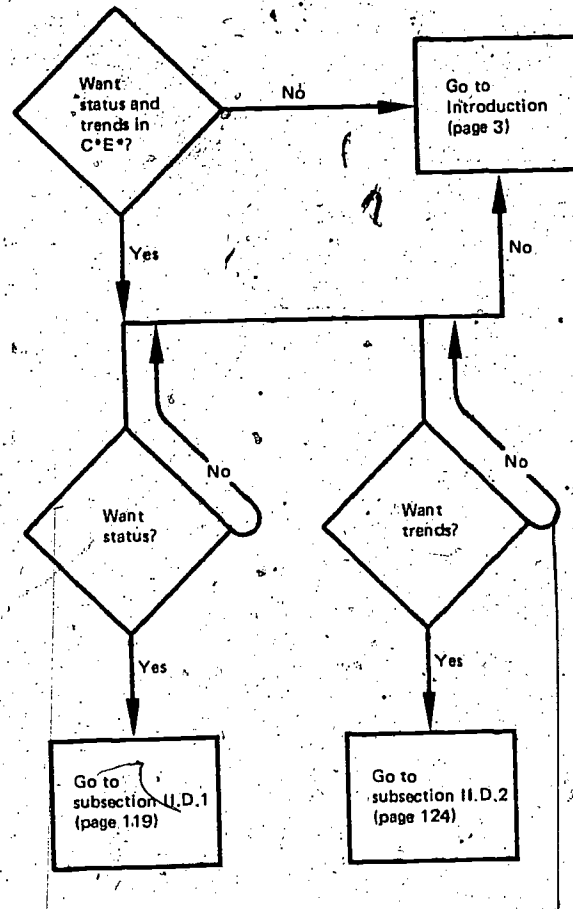 Want
status and
trends in
C*E*?
No
Go to
Introduction
(page 3)
Yes
No
No
Want
status?
No
Want
trends?
Yes
Yes
Go to
subsection II.D.1
(page 119)
Go to
subsection II.D.2
(page 124)